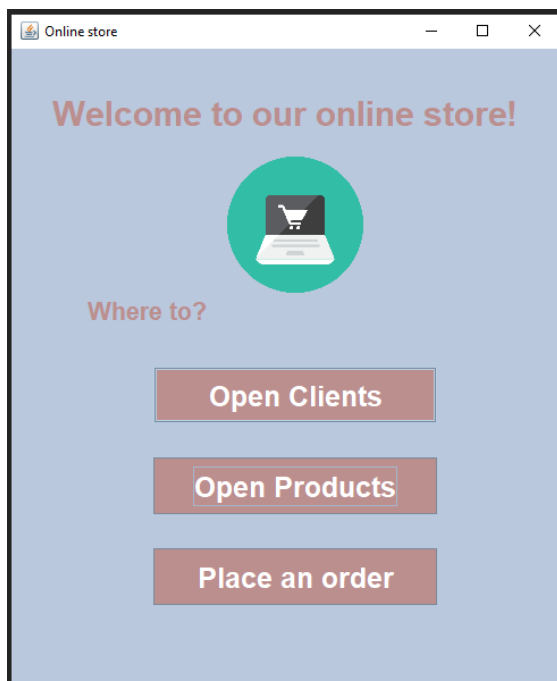 Online store
Welcome to our online store!
Where to?
Open Clients
Open Products
Place an order